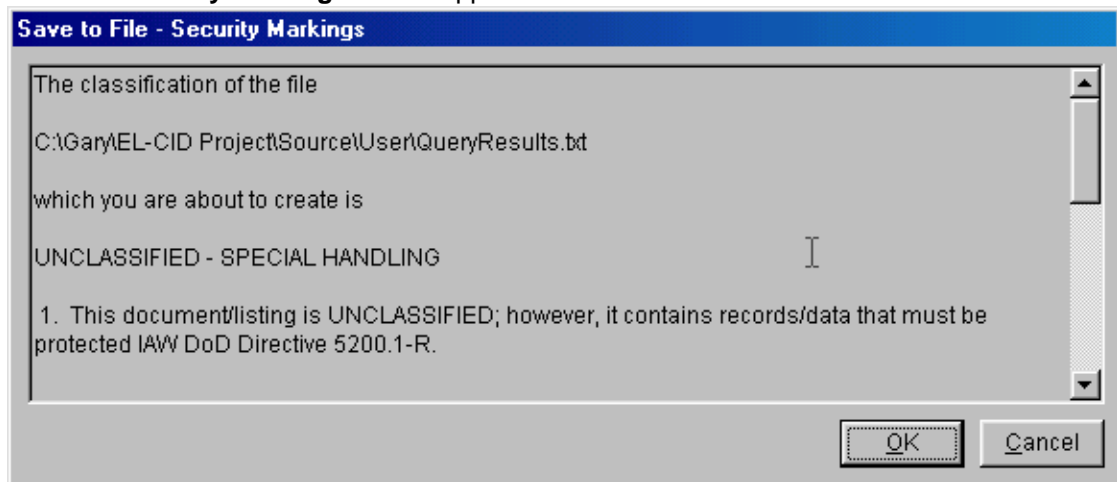 Save to File - Security Markings
The classification of the file
C:\Gary\EL-CID Project\Source\User\QueryResults.txt
which you are about to create is
UNCLASSIFIED - SPECIAL HANDLING
1. This document/listing is UNCLASSIFIED; however, it contains records/data that must be
protected IAW DoD Directive 5200.1-R.
OK Cancel